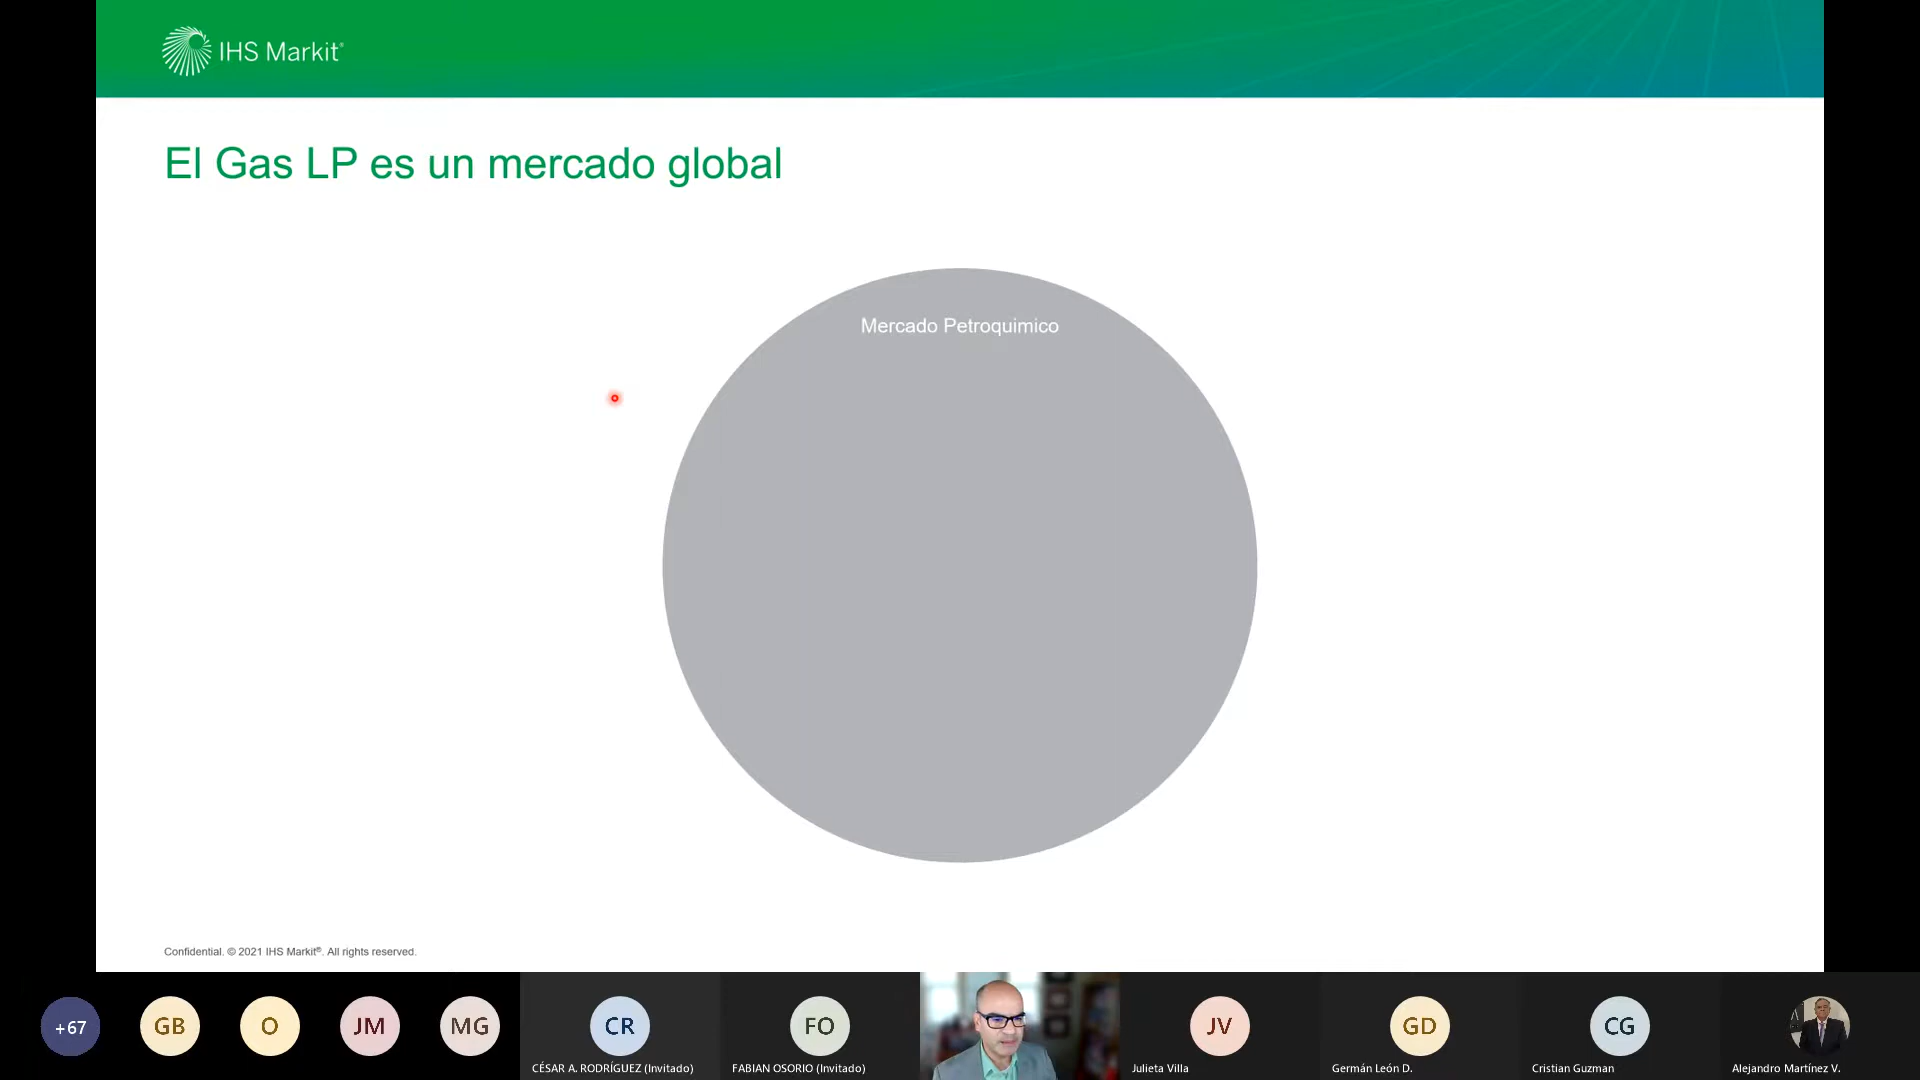 IHS Markit®
El Gas LP es un mercado global
Mercado Petroquimico
Confidential. © 2021 IHS Markit®. All rights reserved.
+67
GB
O
JM
MG
CR
FO
JV
GD
CG
CÉSAR A. RODRÍGUEZ (Invitado)
FABIAN OSORIO (Invitado)
Julieta Villa
Germán León D.
Cristian Guzman
Alejandro Martínez V.